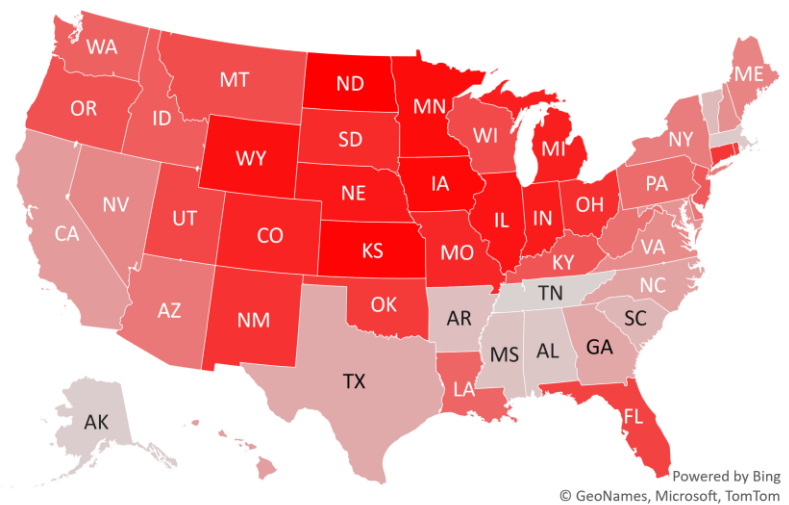 WA
MT
ND
MN
ME
OR
ID
SD
WI
MI
NY
WY
NE
IA
PA
NV
UT
CO
IL
IN
OH
CA
KS
MO
KY
VA
AZ
NM
OK
AR
TN
NC
SC
MS
AL
GA
TX
LA
FL
AK
Powered by Bing
© GeoNames, Microsoft, TomTom